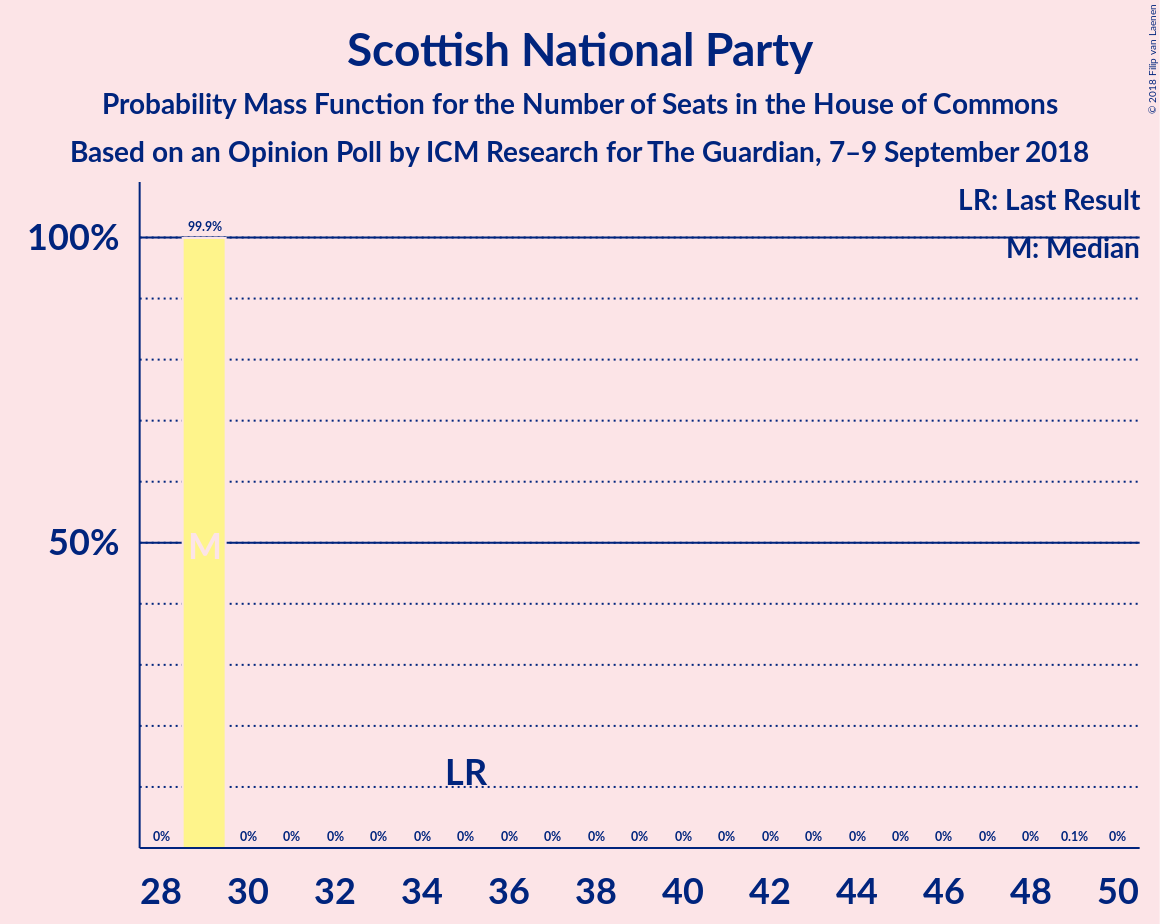 Scottish National Party
Probability Mass Function for the Number of Seats in the House of Commons
Based on an Opinion Poll by ICM Research for The Guardian, 7–9 September 2018
© 2018 Filip van Laenen
LR: Last Result
M: Median
100%
50%
99.9%
M
LR
0% 0% 0% 0% 0% 0% 0% 0% 0% 0% 0% 0% 0% 0% 0% 0% 0% 0% 0% 0% 0.1% 0%
28 30 32 34 36 38 40 42 44 46 48 50